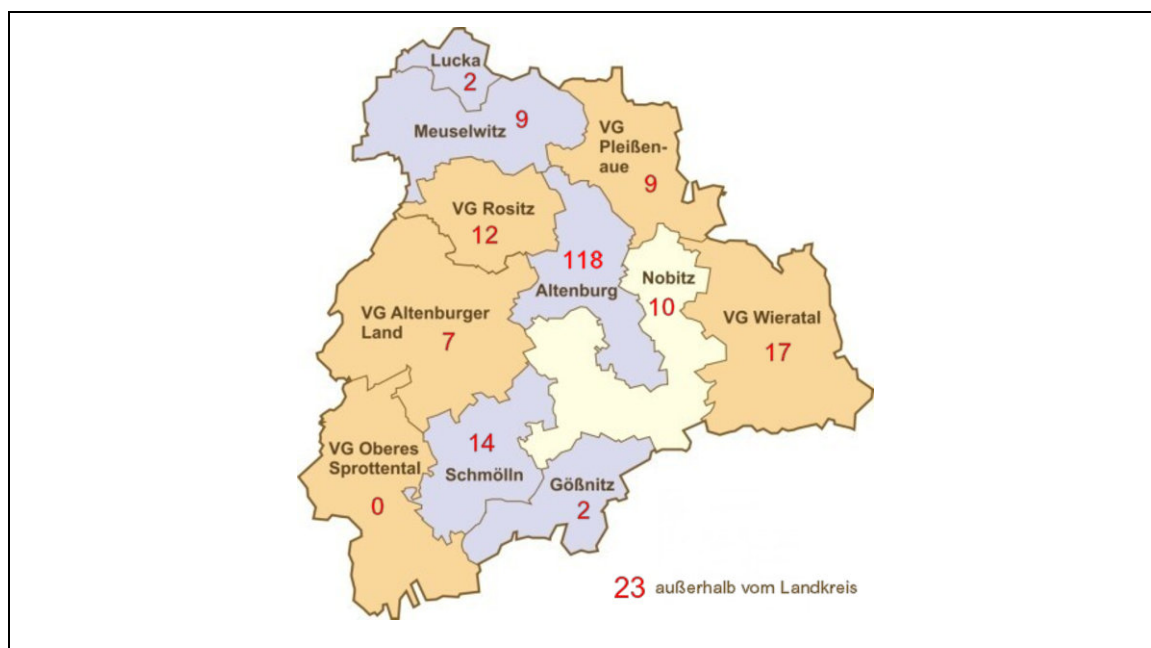 Lucka
2
Meuselwitz
9
VG
Pleißen-
aue
9
VG Rositz
12
118
Altenburg
Nobitz
10
VG Wieratal
17
VG Altenburger
Land
7
14
Schmölln
VG Oberes
Sprottental
0
Gößnitz
2
23 außerhalb vom Landkreis